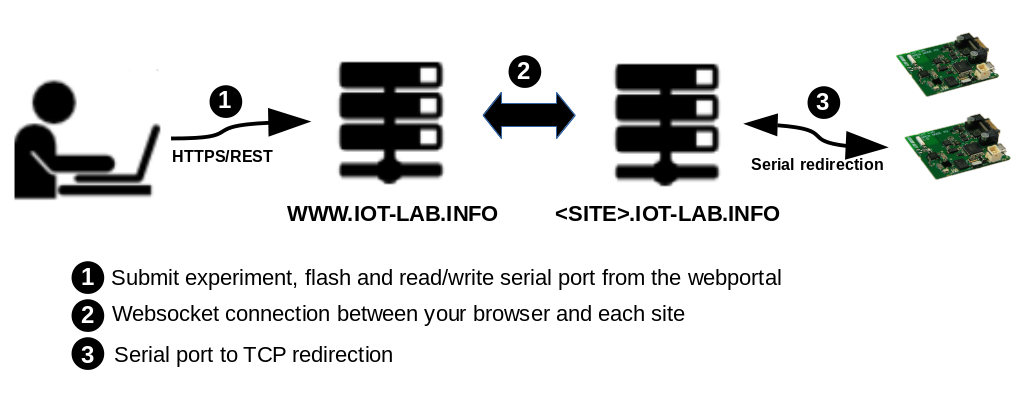 1
HTTPS/REST
2
3
Serial redirection
WWW.IOT-LAB.INFO
<SITE>.IOT-LAB.INFO
1 Submit experiment, flash and read/write serial port from the webportal
2 Websocket connection between your browser and each site
3 Serial port to TCP redirection